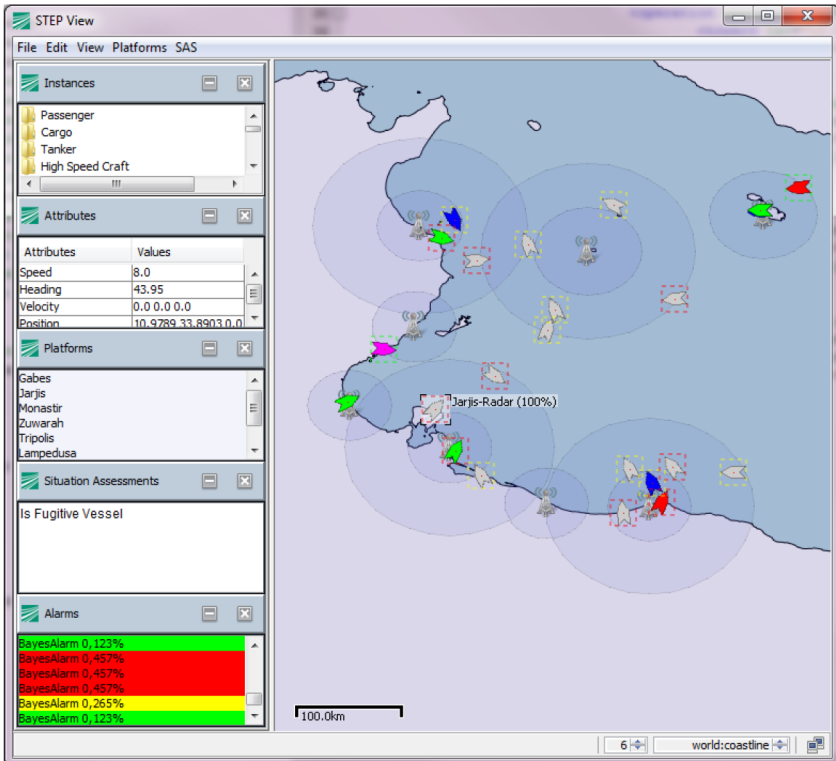 STEP View
File Edit View Platforms SAS
Instances
Passenger
Cargo
Tanker
High Speed Craft
Attributes
Attributes Values
Speed 8.0
Heading 43.95
Velocity 0.0 0.0 0.0
Position 10.9789 33.8903 0.0
Platforms
Gabes
Jarjis
Monastir
Zuwarah
Tripolis
Lampedusa
Situation Assessments
Is Fugitive Vessel
Alarms
BayesAlarm 0,123%
BayesAlarm 0,457%
BayesAlarm 0,457%
BayesAlarm 0,457%
BayesAlarm 0,265%
BayesAlarm 0,123%
Jarjis-Radar (100%)
100.0km
6 world:coastline